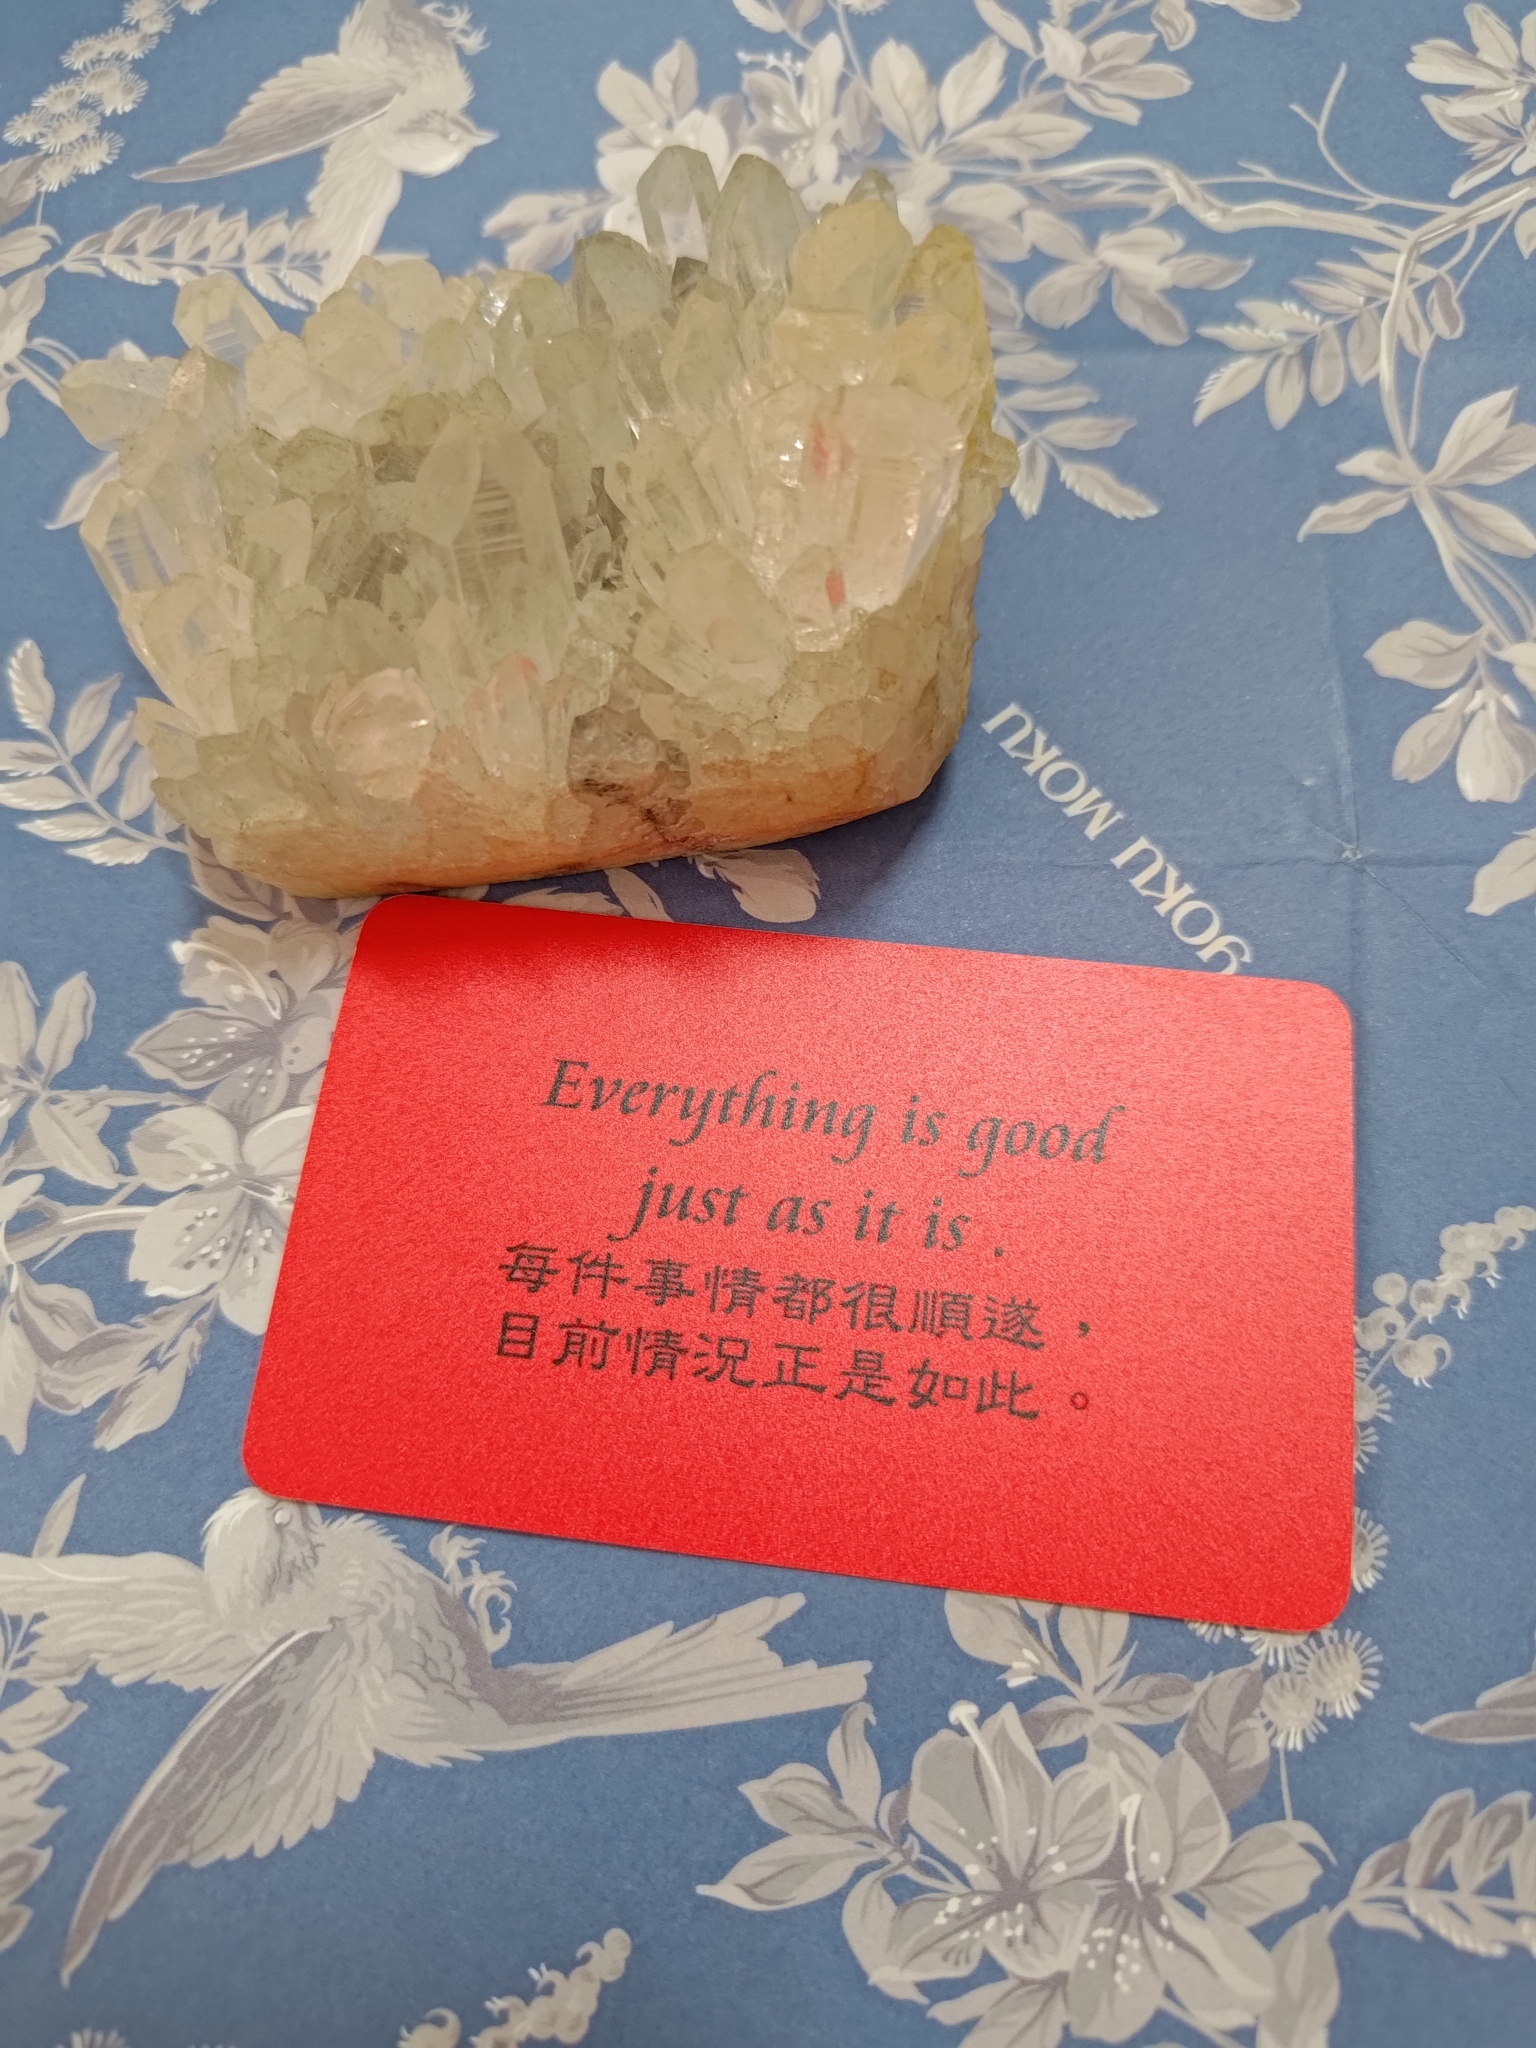 YOKU MOKU
Everything is good
just as it is .
每件事情都很順遂，
目前情況正是如此。